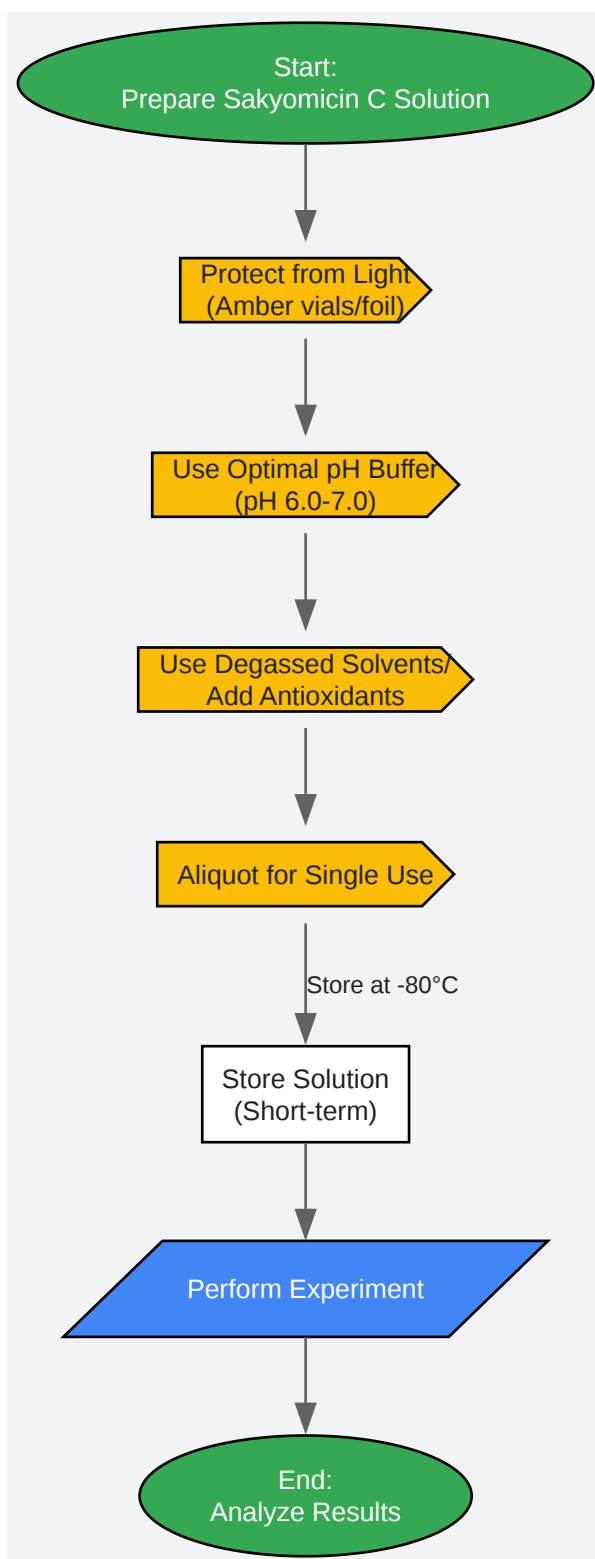 Start:
Prepare Sakyomicin C Solution
Protect from Light
(Amber vials/foil)
Use Optimal pH Buffer
(pH 6.0-7.0)
Use Degassed Solvents/
Add Antioxidants
Aliquot for Single Use
Store at -80°C
Store Solution
(Short-term)
Perform Experiment
End:
Analyze Results